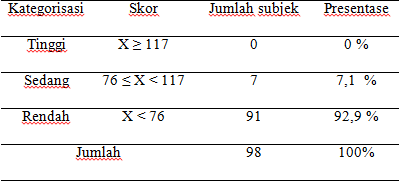 Kategorisasi Skor Jumlah subjek Presentase
Tinggi X ≥ 117 0 0 %
Sedang 76 ≤ X < 117 7 7,1 %
Rendah X < 76 91 92,9 %
Jumlah 98 100%